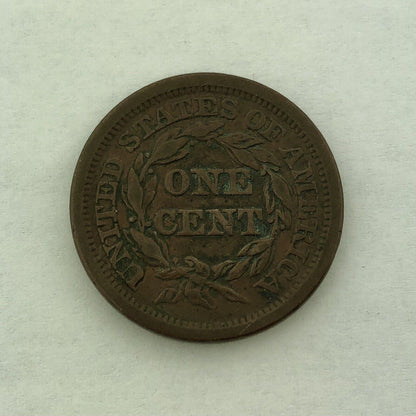 UNITED STATES OF AMERICA
ONE
CENT